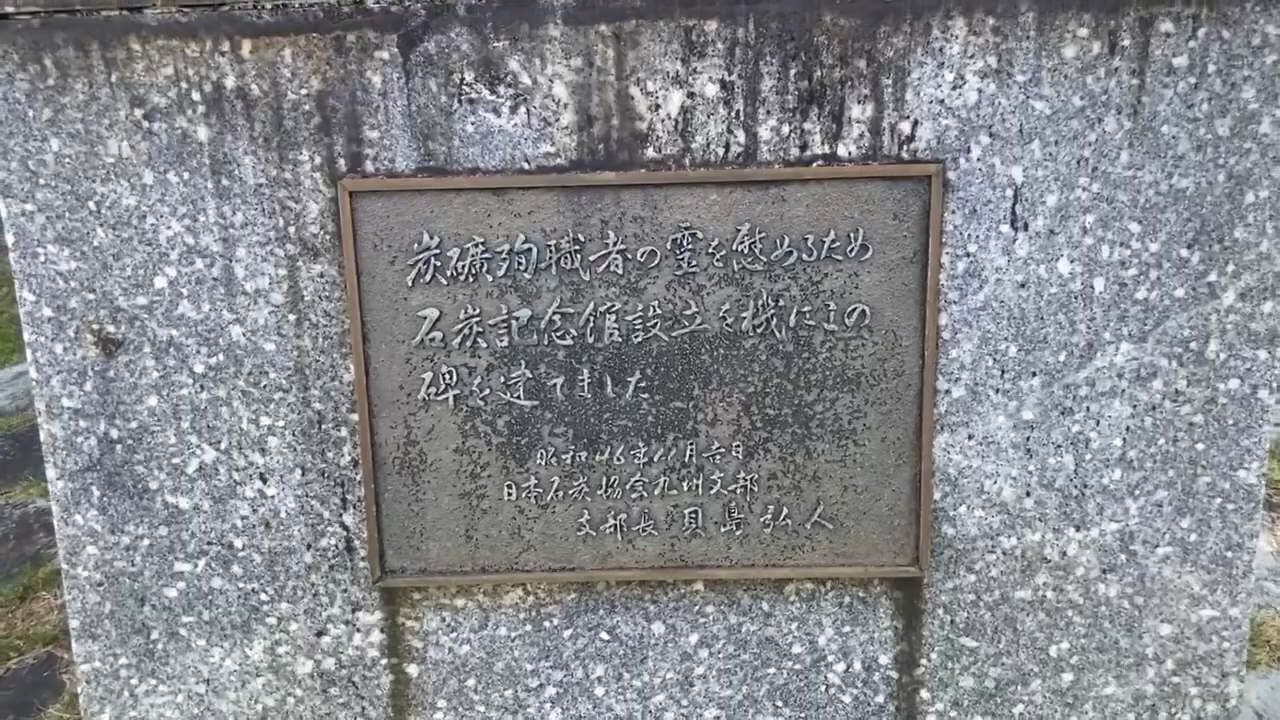 炭礦殉職者の霊を慰めるため
石炭記念館設立を機にこの
碑を建てました
昭和46年11月六日
日本石炭協会九州支部
支部長 貝島弘人